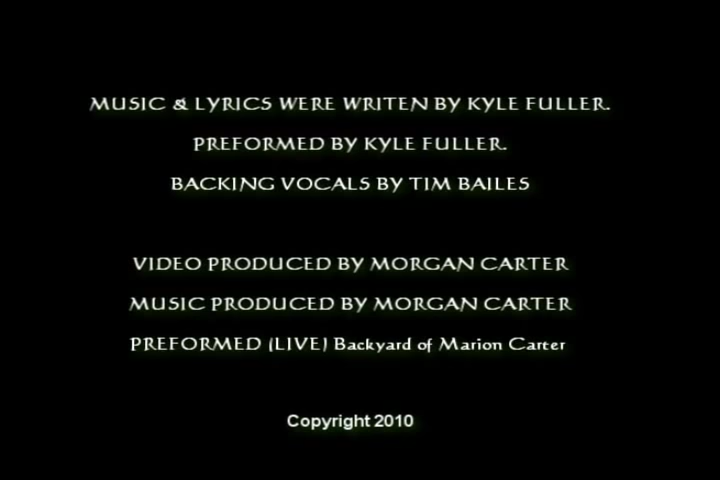 MUSIC & LYRICS WERE WRITEN BY KYLE FULLER.
PREFORMED BY KYLE FULLER.
BACKING VOCALS BY TIM BAILES
VIDEO PRODUCED BY MORGAN CARTER
MUSIC PRODUCED BY MORGAN CARTER
PREFORMED (LIVE) Backyard of Marion Carter
Copyright 2010